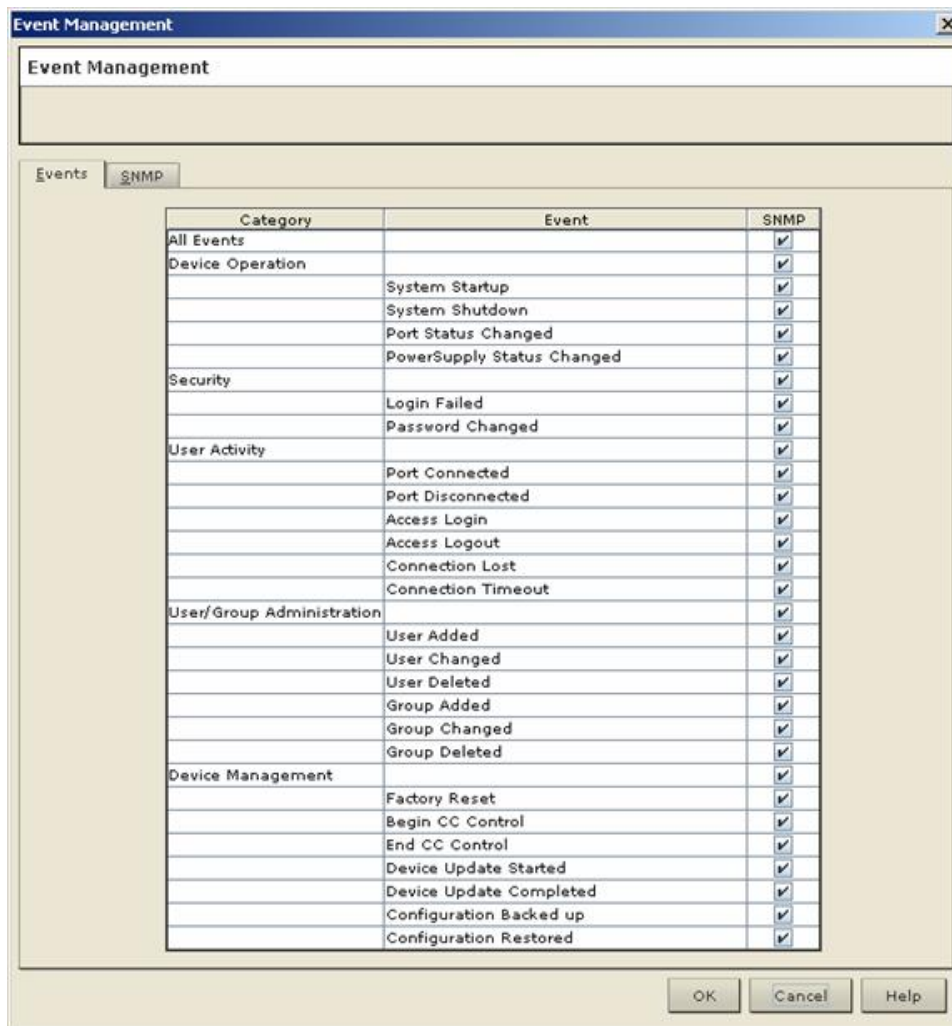 Event Management
Event Management
Events SNMP
Category Event SNMP
All Events
Device Operation
System Startup
System Shutdown
Port Status Changed
PowerSupply Status Changed
Security
Login Failed
Password Changed
User Activity
Port Connected
Port Disconnected
Access Login
Access Logout
Connection Lost
Connection Timeout
User/Group Administration
User Added
User Changed
User Deleted
Group Added
Group Changed
Group Deleted
Device Management
Factory Reset
Begin CC Control
End CC Control
Device Update Started
Device Update Completed
Configuration Backed up
Configuration Restored
OK Cancel Help